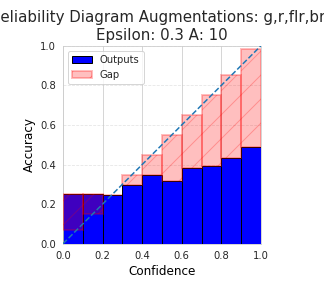 eliability Diagram Augmentations: g,r,flr,br
Epsilon: 0.3 A: 10
1.0
0.8
0.6
0.4
0.2
0.0
Accuracy
Outputs
Gap
0.0 0.2 0.4 0.6 0.8 1.0
Confidence